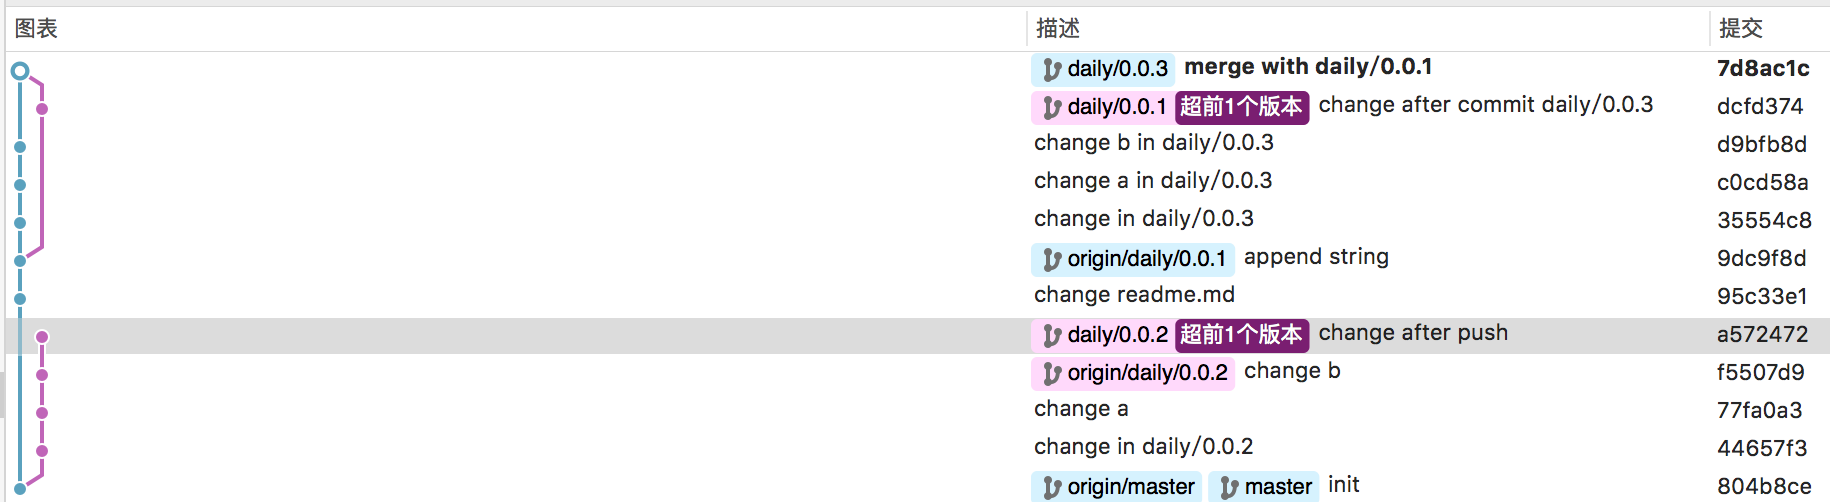 图表 描述 提交
daily/0.0.3 merge with daily/0.0.1 7d8ac1c
daily/0.0.1 超前1个版本 change after commit daily/0.0.3 dcfd374
change b in daily/0.0.3 d9bfb8d
change a in daily/0.0.3 c0cd58a
change in daily/0.0.3 35554c8
origin/daily/0.0.1 append string 9dc9f8d
change readme.md 95c33e1
daily/0.0.2 超前1个版本 change after push a572472
origin/daily/0.0.2 change b f5507d9
change a 77fa0a3
change in daily/0.0.2 44657f3
origin/master master init 804b8ce